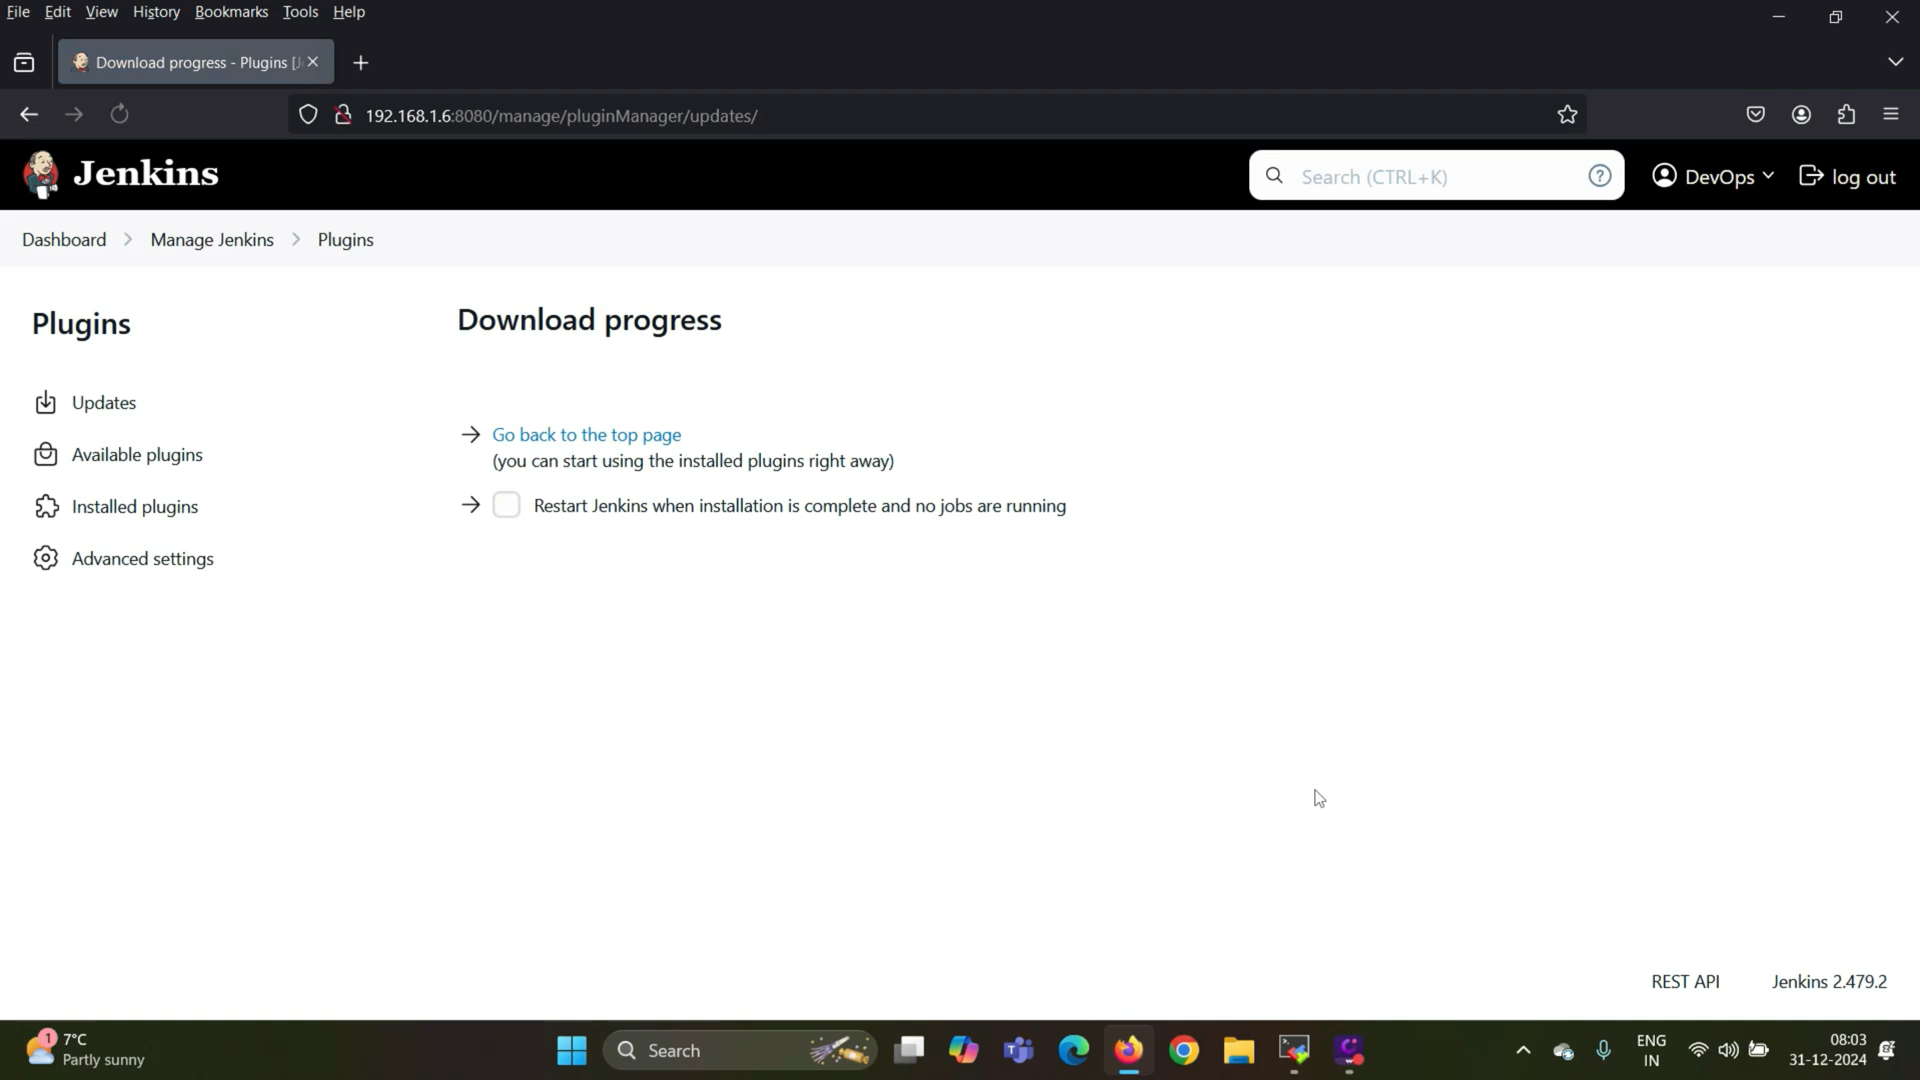 File Edit View History Bookmarks Tools Help
Download progress - Plugins [J
192.168.1.6:8080/manage/pluginManager/updates/
Jenkins
Search (CTRL+K)
DevOps
log out
Dashboard
Manage Jenkins
Plugins
Plugins
Updates
Available plugins
Installed plugins
Advanced settings
Download progress
Go back to the top page
(you can start using the installed plugins right away)
Restart Jenkins when installation is complete and no jobs are running
REST API
Jenkins 2.479.2
1
7°C
Partly sunny
Search
ENG
IN
08:03
31-12-2024